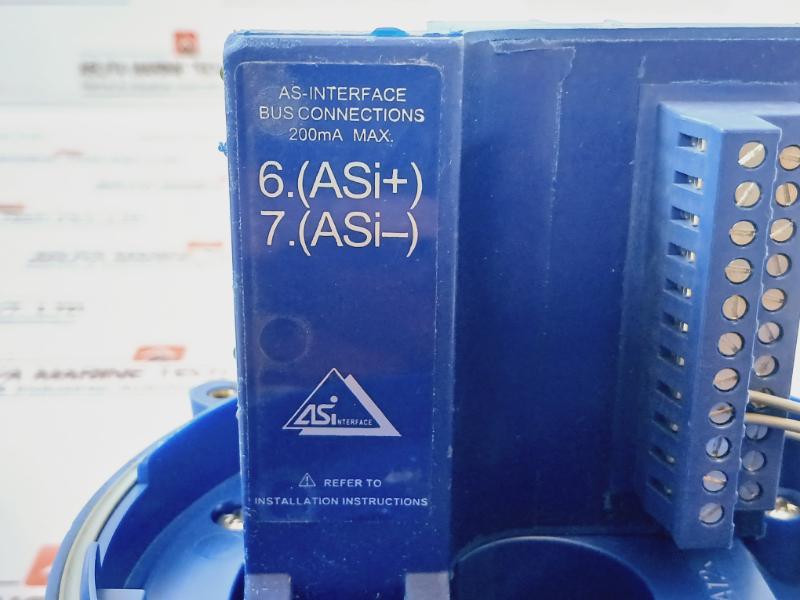 AS-INTERFACE
BUS CONNECTIONS
200mA MAX.
6.(ASi+)
7.(ASi–)
ASi INTERFACE
REFER TO
INSTALLATION INSTRUCTIONS